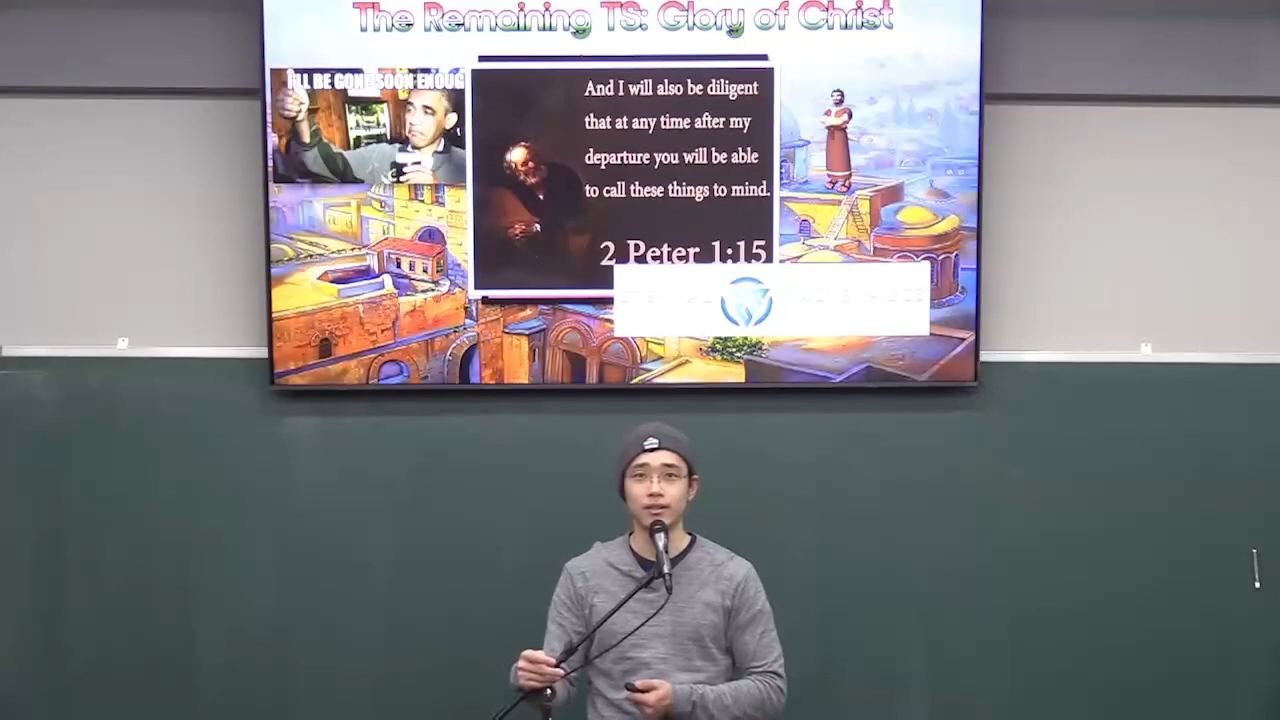 The Remaining TS: Glory of Christ
I'LL BE GONE SOON ENOUG
And I will also be diligent
that at any time after my
departure you will be able
to call these things to mind.
2 Peter 1:15